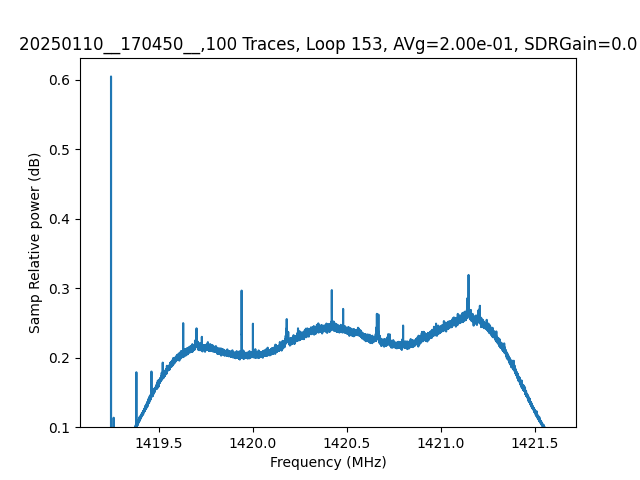 20250110__170450__,100 Traces, Loop 153, AVg=2.00e-01, SDRGain=0.0
0.6
0.5
0.4
0.3
0.2
0.1
Samp Relative power (dB)
1419.5 1420.0 1420.5 1421.0 1421.5
Frequency (MHz)